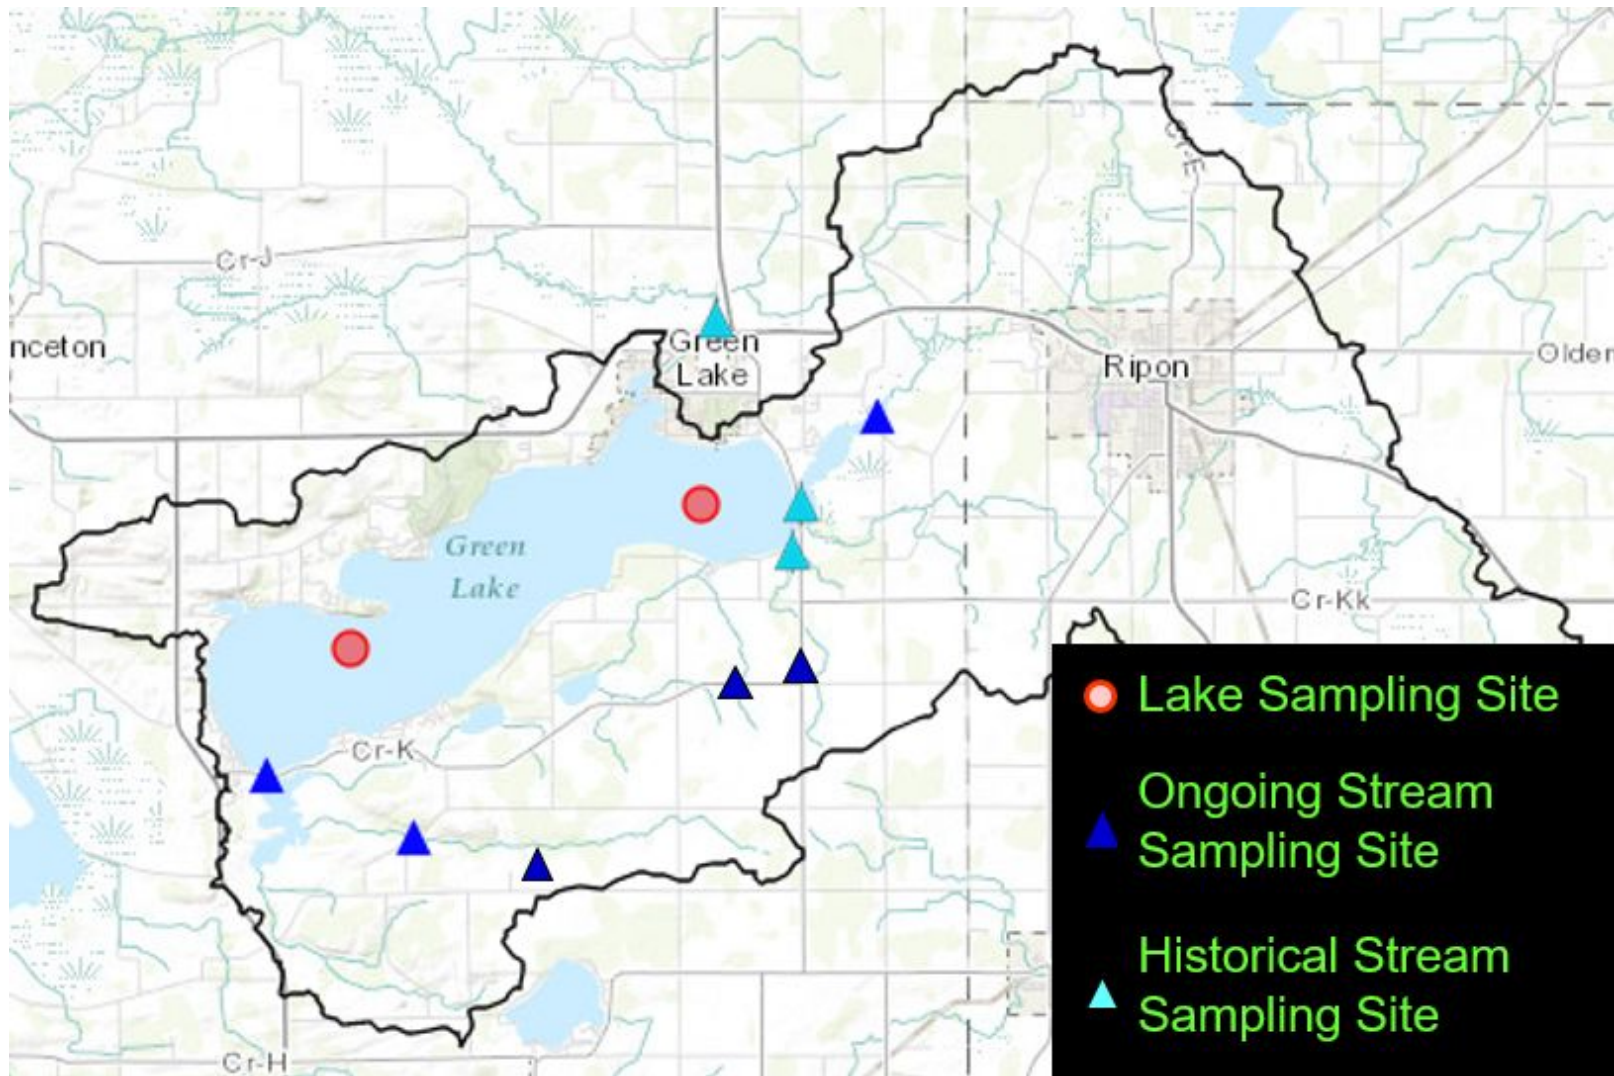 Cr-E
Cr-J
nceton
Green
Lake
Ripon
Olden
Green
Lake
Cr-Kk
Cr-K
Cr-H
Lake Sampling Site
Ongoing Stream
Sampling Site
Historical Stream
Sampling Site